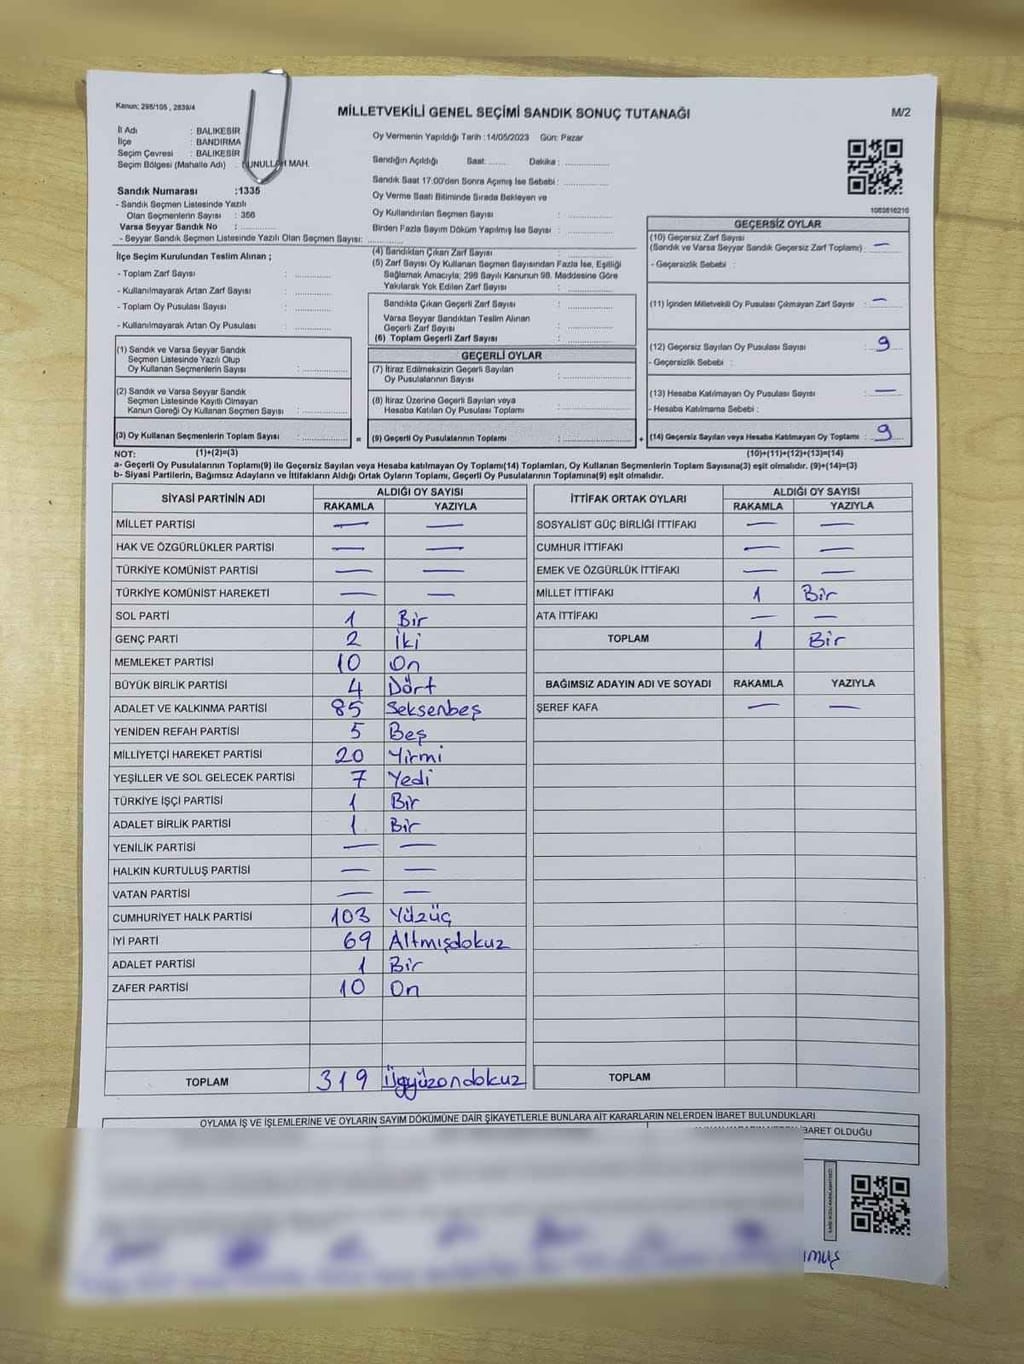 Kanun: 298/105 , 2839/4
MİLLETVEKİLİ GENEL SEÇİMİ SANDIK SONUÇ TUTANAĞI
M/2
İl Adı : BALIKESİR
İlçe : BANDIRMA
Seçim Çevresi : BALIKESİR
Seçim Bölgesi (Mahalle Adı) : MAH.
Sandık Numarası :1335
- Sandık Seçmen Listesinde Yazılı
Olan Seçmenlerin Sayısı : 356
Varsa Seyyar Sandık No :
- Seyyar Sandık Seçmen Listesinde Yazılı Olan Seçmen Sayısı:
Oy Vermenin Yapıldığı Tarih :14/05/2023 Gün: Pazar
Sandığın Açıldığı Saat: Dakika :
Sandık Saat 17:00'den Sonra Açılmış İse Sebebi :
Oy Verme Saati Bitiminde Sırada Bekleyen ve
Oy Kullandırılan Seçmen Sayısı :
Birden Fazla Sayım Döküm Yapılmış İse Sayısı :
1083616210
İlçe Seçim Kurulundan Teslim Alınan ;
- Toplam Zarf Sayısı :
- Kullanılmayarak Artan Zarf Sayısı :
- Toplam Oy Pusulası Sayısı :
- Kullanılmayarak Artan Oy Pusulası :
(1) Sandık ve Varsa Seyyar Sandık
Seçmen Listesinde Yazılı Olup
Oy Kullanan Seçmenlerin Sayısı :
(2) Sandık ve Varsa Seyyar Sandık
Seçmen Listesinde Kayıtlı Olmayan
Kanun Gereği Oy Kullanan Seçmen Sayısı :
(3) Oy Kullanan Seçmenlerin Toplam Sayısı :
(4) Sandıktan Çıkan Zarf Sayısı :
(5) Zarf Sayısı Oy Kullanan Seçmen Sayısından Fazla İse, Eşitliği
Sağlamak Amacıyla; 298 Sayılı Kanunun 98. Maddesine Göre
Yakılarak Yok Edilen Zarf Sayısı :
Sandıkta Çıkan Geçerli Zarf Sayısı :
Varsa Seyyar Sandıktan Teslim Alınan
Geçerli Zarf Sayısı :
(6) Toplam Geçerli Zarf Sayısı :
GEÇERLİ OYLAR
(7) İtiraz Edilmeksizin Geçerli Sayılan
Oy Pusulalarının Sayısı :
(8) İtiraz Üzerine Geçerli Sayılan veya
Hesaba Katılan Oy Pusulası Toplamı :
= (9) Geçerli Oy Pusulalarının Toplamı :
GEÇERSİZ OYLAR
(10) Geçersiz Zarf Sayısı
(Sandık ve Varsa Seyyar Sandık Geçersiz Zarf Toplamı) : —
- Geçersizlik Sebebi :
(11) İçinden Milletvekili Oy Pusulası Çıkmayan Zarf Sayısı : —
(12) Geçersiz Sayılan Oy Pusulası Sayısı : 9
- Geçersizlik Sebebi :
(13) Hesaba Katılmayan Oy Pusulası Sayısı : —
- Hesaba Katılmama Sebebi :
+ (14) Geçersiz Sayılan veya Hesaba Katılmayan Oy Toplamı : 9
NOT: (1)+(2)=(3)
(10)+(11)+(12)+(13)=(14)
a- Geçerli Oy Pusulalarının Toplamı(9) ile Geçersiz Sayılan veya Hesaba katılmayan Oy Toplamı(14) Toplamları, Oy Kullanan Seçmenlerin Toplam Sayısına(3) eşit olmalıdır. (9)+(14)=(3)
b- Siyasi Partilerin, Bağımsız Adayların ve İttifakların Aldığı Ortak Oyların Toplamı, Geçerli Oy Pusulalarının Toplamına(9) eşit olmalıdır.
SİYASİ PARTİNİN ADI
ALDIĞI OY SAYISI
RAKAMLA YAZIYLA
MİLLET PARTİSİ — —
HAK VE ÖZGÜRLÜKLER PARTİSİ — —
TÜRKİYE KOMÜNİST PARTİSİ — —
TÜRKİYE KOMÜNİST HAREKETİ — —
SOL PARTİ 1 Bir
GENÇ PARTİ 2 İki
MEMLEKET PARTİSİ 10 On
BÜYÜK BİRLİK PARTİSİ 4 Dört
ADALET VE KALKINMA PARTİSİ 85 Seksenbeş
YENİDEN REFAH PARTİSİ 5 Beş
MİLLİYETÇİ HAREKET PARTİSİ 20 Yirmi
YEŞİLLER VE SOL GELECEK PARTİSİ 7 Yedi
TÜRKİYE İŞÇİ PARTİSİ 1 Bir
ADALET BİRLİK PARTİSİ 1 Bir
YENİLİK PARTİSİ — —
HALKIN KURTULUŞ PARTİSİ — —
VATAN PARTİSİ — —
CUMHURİYET HALK PARTİSİ 103 Yüzüç
İYİ PARTİ 69 Altmışdokuz
ADALET PARTİSİ 1 Bir
ZAFER PARTİSİ 10 On
TOPLAM 319 Üçyüzondokuz
İTTİFAK ORTAK OYLARI
ALDIĞI OY SAYISI
RAKAMLA YAZIYLA
SOSYALİST GÜÇ BİRLİĞİ İTTİFAKI — —
CUMHUR İTTİFAKI — —
EMEK VE ÖZGÜRLÜK İTTİFAKI — —
MİLLET İTTİFAKI 1 Bir
ATA İTTİFAKI — —
TOPLAM 1 Bir
BAĞIMSIZ ADAYIN ADI VE SOYADI RAKAMLA YAZIYLA
ŞEREF KAFA — —
TOPLAM
OYLAMA İŞ VE İŞLEMLERİNE VE OYLARIN SAYIM DÖKÜMÜNE DAİR ŞİKAYETLERLE BUNLARA AİT KARARLARIN NELERDEN İBARET BULUNDUKLARI
İBARET OLDUĞU